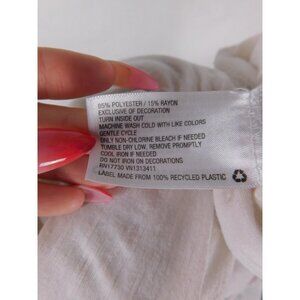 85% POLYESTER / 15% RAYON
EXCLUSIVE OF DECORATION
TURN INSIDE OUT
MACHINE WASH COLD WITH LIKE COLORS
GENTLE CYCLE
ONLY NON-CHLORINE BLEACH IF NEEDED
TUMBLE DRY LOW, REMOVE PROMPTLY
COOL IRON IF NEEDED
DO NOT IRON ON DECORATIONS
RN17730 VN1313411
LABEL MADE FROM 100% RECYCLED PLASTIC